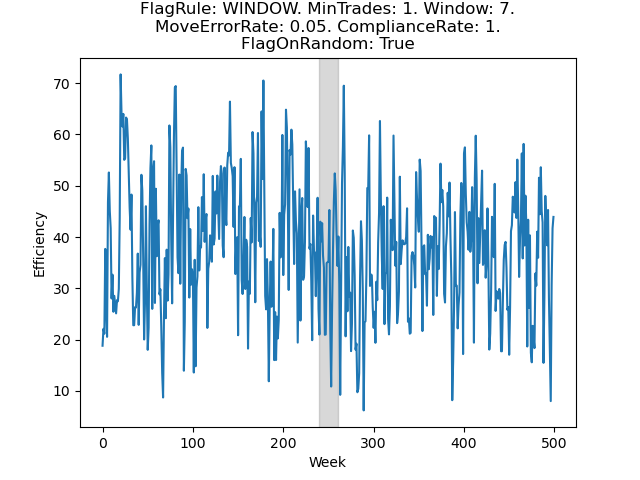 FlagRule: WINDOW. MinTrades: 1. Window: 7.
MoveErrorRate: 0.05. ComplianceRate: 1.
FlagOnRandom: True
70
60
50
40
30
20
10
Efficiency
0
100
200
300
400
500
Week